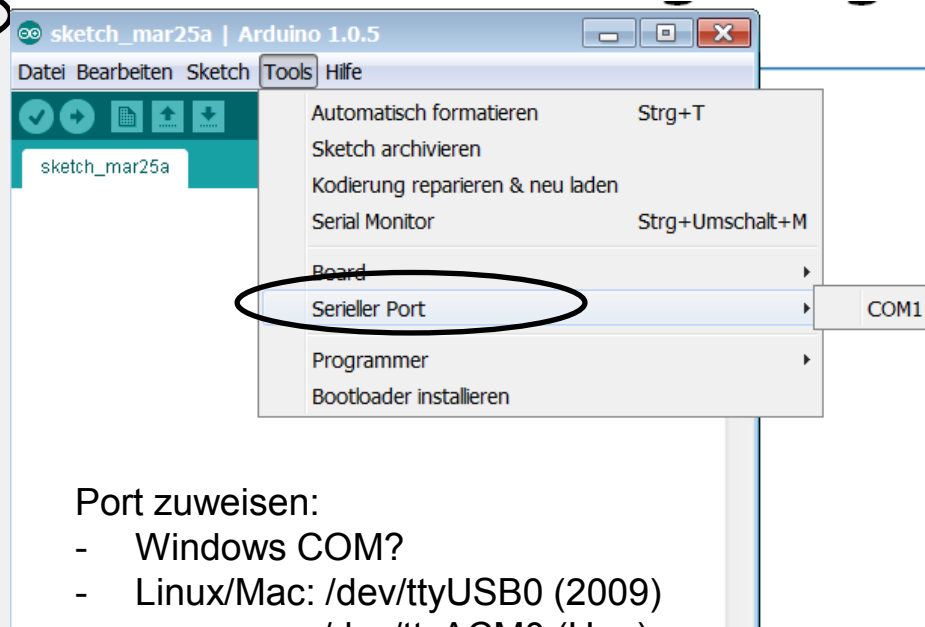 sketch_mar25a | Arduino 1.0.5
Datei Bearbeiten Sketch Tools Hilfe
sketch_mar25a
Automatisch formatieren Strg+T
Sketch archivieren
Kodierung reparieren & neu laden
Serial Monitor Strg+Umschalt+M
Board
Serieller Port
COM1
Programmer
Bootloader installieren
Port zuweisen:
- Windows COM?
- Linux/Mac: /dev/ttyUSB0 (2009)